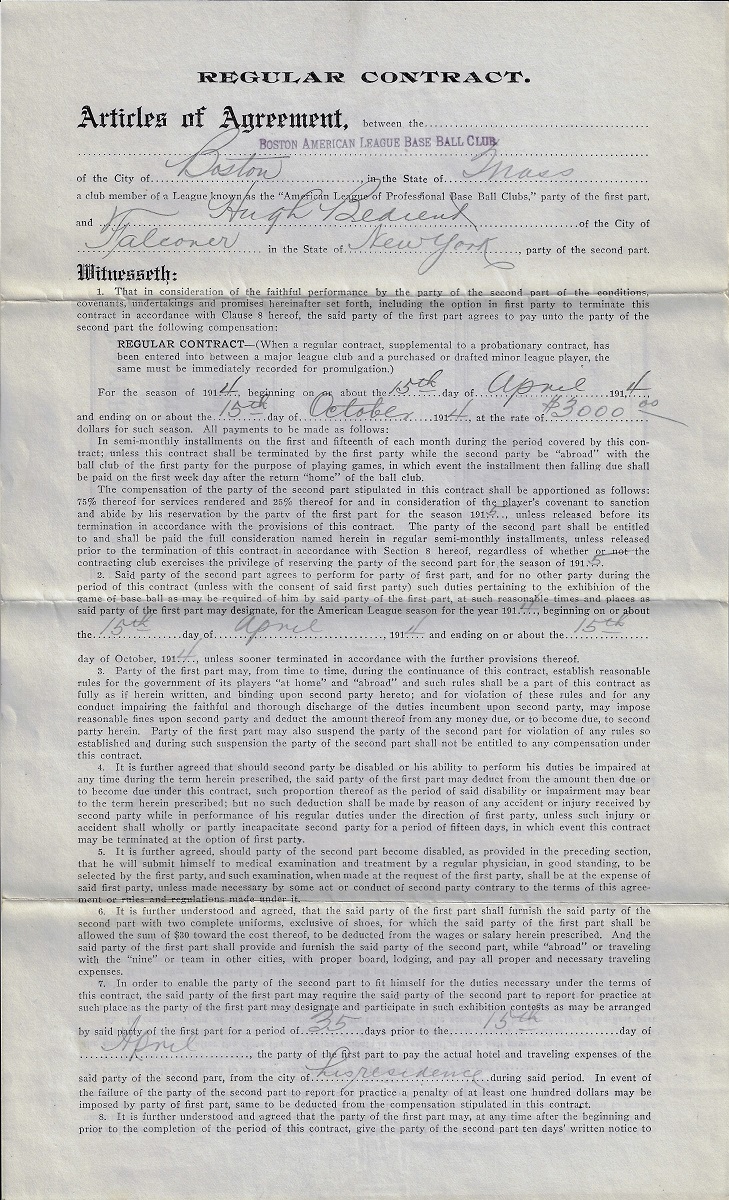 REGULAR CONTRACT.
Articles of Agreement, between the
BOSTON AMERICAN LEAGUE BASE BALL CLUB
of the City of Boston, in the State of Mass
a club member of a League known as the "American League of Professional Base Ball Clubs," party of the first part,
and Hugh Bedient of the City of
Falconer in the State of New York, party of the second part.
Witnesseth:
1. That in consideration of the faithful performance by the party of the second part of the conditions,
covenants, undertakings and promises hereinafter set forth, including the option in first party to terminate this
contract in accordance with Clause 8 hereof, the said party of the first part agrees to pay unto the party of the
second part the following compensation:
REGULAR CONTRACT—(When a regular contract, supplemental to a probationary contract, has
been entered into between a major league club and a purchased or drafted minor league player, the
same must be immediately recorded for promulgation.)
For the season of 1914, beginning on or about the 15th day of April 1914
and ending on or about the 15th day of October 1914, at the rate of $3000 00
dollars for such season. All payments to be made as follows:
In semi-monthly installments on the first and fifteenth of each month during the period covered by this con-
tract; unless this contract shall be terminated by the first party while the second party be "abroad" with the
ball club of the first party for the purpose of playing games, in which event the installment then falling due shall
be paid on the first week day after the return "home" of the ball club.
The compensation of the party of the second part stipulated in this contract shall be apportioned as follows:
75% thereof for services rendered and 25% thereof for and in consideration of the player's covenant to sanction
and abide by his reservation by the party of the first part for the season 1915, unless released before its
termination in accordance with the provisions of this contract. The party of the second part shall be entitled
to and shall be paid the full consideration named herein in regular semi-monthly installments, unless released
prior to the termination of this contract in accordance with Section 8 hereof, regardless of whether or not the
contracting club exercises the privilege of reserving the party of the second part for the season of 1915.
2. Said party of the second part agrees to perform for party of first part, and for no other party during the
period of this contract (unless with the consent of said first party) such duties pertaining to the exhibition of the
game of base ball as may be required of him by said party of the first part, at such reasonable times and places as
said party of the first part may designate, for the American League season for the year 1914, beginning on or about
the 15th day of April, 1914 and ending on or about the 15th
day of October, 1914, unless sooner terminated in accordance with the further provisions thereof.
3. Party of the first part may, from time to time, during the continuance of this contract, establish reasonable
rules for the government of its players "at home" and "abroad" and such rules shall be a part of this contract as
fully as if herein written, and binding upon second party hereto; and for violation of these rules and for any
conduct impairing the faithful and thorough discharge of the duties incumbent upon second party, may impose
reasonable fines upon second party and deduct the amount thereof from any money due, or to become due, to second
party herein. Party of the first part may also suspend the party of the second part for violation of any rules so
established and during such suspension the party of the second part shall not be entitled to any compensation under
this contract.
4. It is further agreed that should second party be disabled or his ability to perform his duties be impaired at
any time during the term herein prescribed, the said party of the first part may deduct from the amount then due or
to become due under this contract, such proportion thereof as the period of said disability or impairment may bear
to the term herein prescribed; but no such deduction shall be made by reason of any accident or injury received by
second party while in performance of his regular duties under the direction of first party, unless such injury or
accident shall wholly or partly incapacitate second party for a period of fifteen days, in which event this contract
may be terminated at the option of first party.
5. It is further agreed, should party of the second part become disabled, as provided in the preceding section,
that he will submit himself to medical examination and treatment by a regular physician, in good standing, to be
selected by the first party, and such examination, when made at the request of the first party, shall be at the expense of
said first party, unless made necessary by some act or conduct of second party contrary to the terms of this agree-
ment or rules and regulations made under it.
6. It is further understood and agreed, that the said party of the first part shall furnish the said party of the
second part with two complete uniforms, exclusive of shoes, for which the said party of the first part shall be
allowed the sum of $30 toward the cost thereof, to be deducted from the wages or salary herein prescribed. And the
said party of the first part shall provide and furnish the said party of the second part, while "abroad" or traveling
with the "nine" or team in other cities, with proper board, lodging, and pay all proper and necessary traveling
expenses.
7. In order to enable the party of the second part to fit himself for the duties necessary under the terms of
this contract, the said party of the first part may require the said party of the second part to report for practice at
such place as the party of the first part may designate and participate in such exhibition contests as may be arranged
by said party of the first part for a period of 35 days prior to the 15th day of
April, the party of the first part to pay the actual hotel and traveling expenses of the
said party of the second part, from the city of his residence during said period. In event of
the failure of the party of the second part to report for practice a penalty of at least one hundred dollars may be
imposed by party of first part, same to be deducted from the compensation stipulated in this contract.
8. It is further understood and agreed that the party of the first part may, at any time after the beginning and
prior to the completion of the period of this contract, give the party of the second part ten days' written notice to